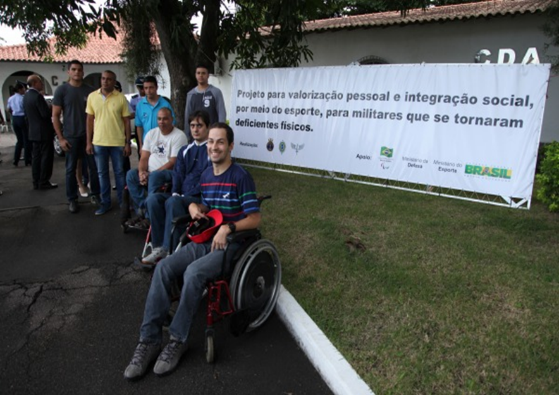 CDA
Projeto para valorização pessoal e integração social,
por meio do esporte, para militares que se tornaram
deficientes físicos.
Realização: Apoio: Ministério da Defesa Ministério do Esporte BRASIL